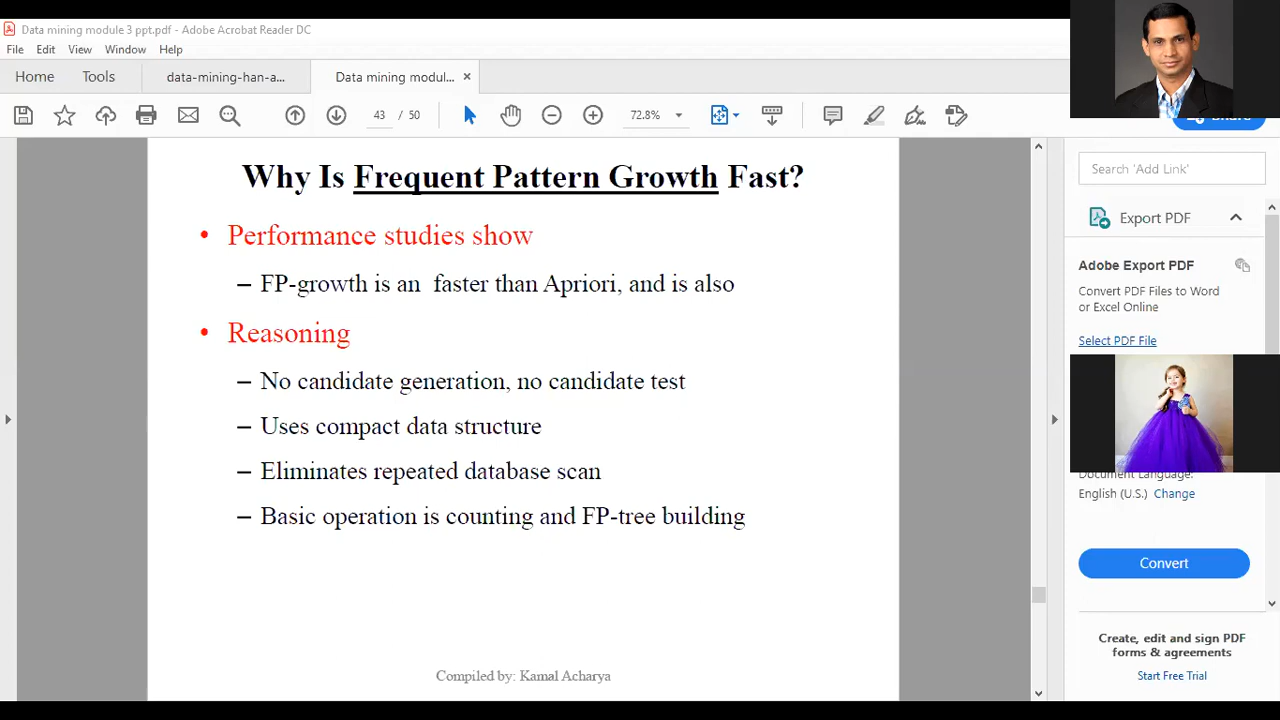 Data mining module 3 ppt.pdf - Adobe Acrobat Reader DC
File Edit View Window Help
Home Tools data-mining-han-a... Data mining modul... ×
43 / 50 72.8%
Why Is Frequent Pattern Growth Fast?
• Performance studies show
– FP-growth is an faster than Apriori, and is also
• Reasoning
– No candidate generation, no candidate test
– Uses compact data structure
– Eliminates repeated database scan
– Basic operation is counting and FP-tree building
Compiled by: Kamal Acharya
Search 'Add Link'
Export PDF
Adobe Export PDF
Convert PDF Files to Word
or Excel Online
Select PDF File
Document Language:
English (U.S.) Change
Convert
Create, edit and sign PDF
forms & agreements
Start Free Trial